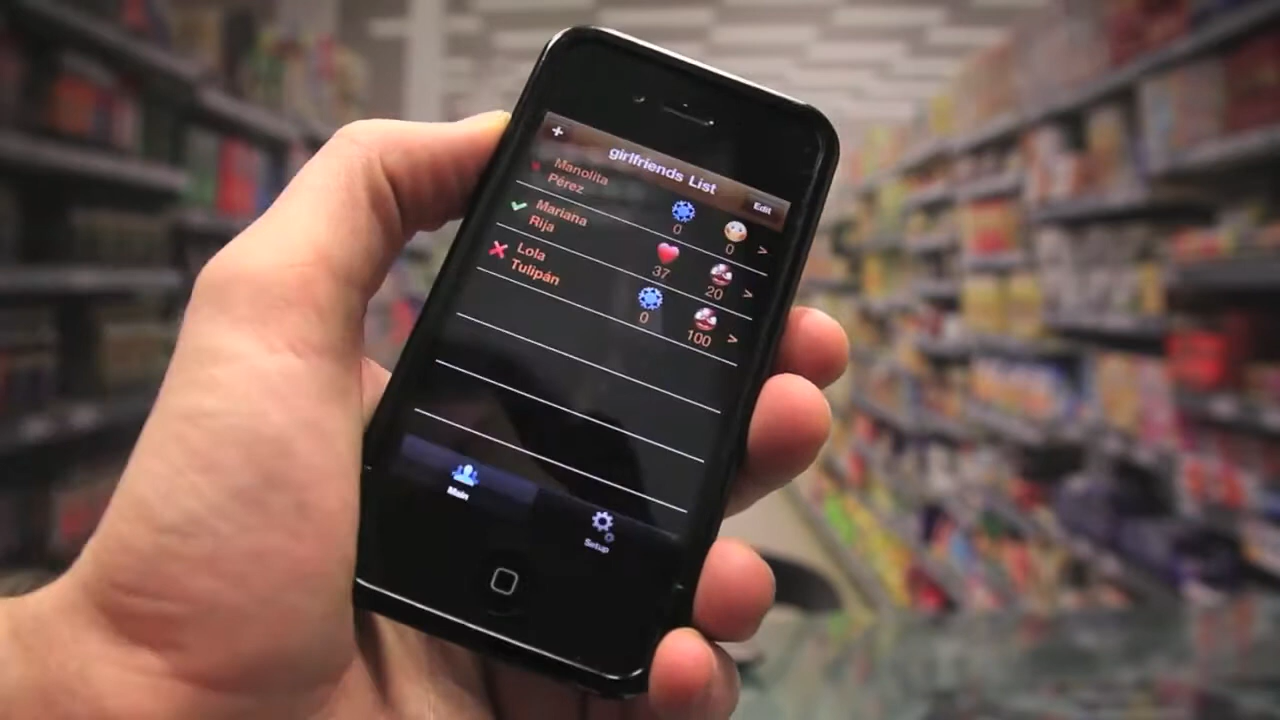 +
girlfriends List
Edit
Manolita
Pérez
0
0
>
Mariana
Rija
37
20
>
Lola
Tulipán
0
100
>
Main
Setup